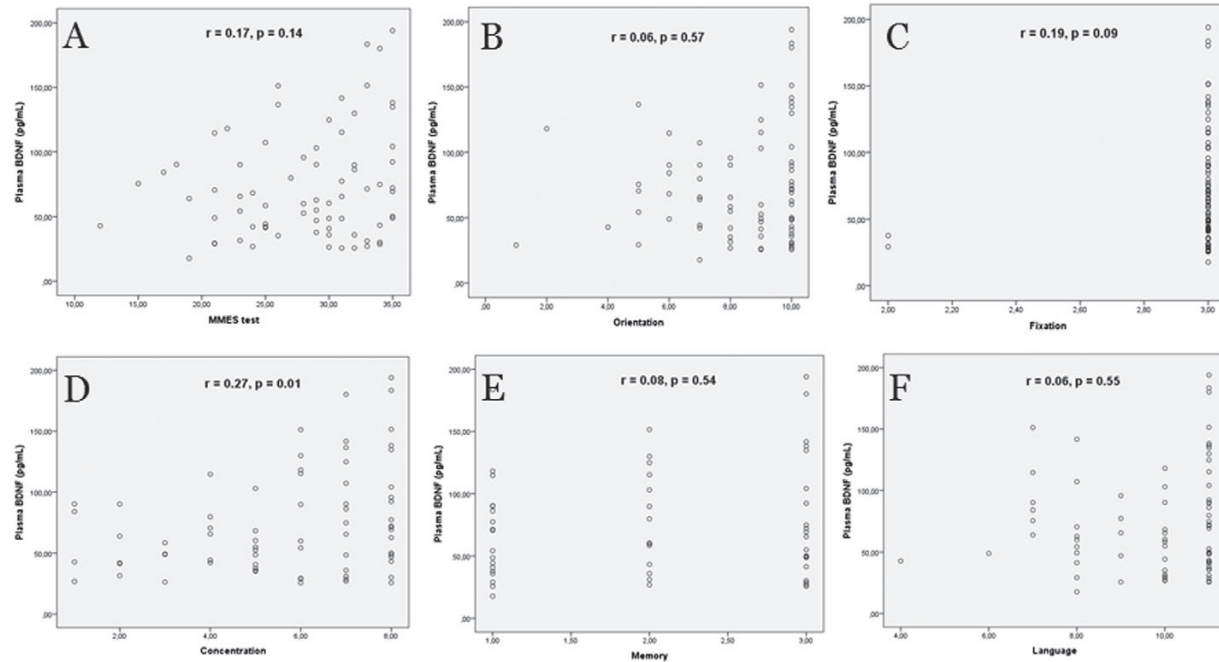 A
r = 0.17, p = 0.14
Plasma BDNF (pg/mL)
200,00
150,00
100,00
50,00
,00
10,00 15,00 20,00 25,00 30,00 35,00
MMES test
B
r = 0.06, p = 0.57
Plasma BDNF (pg/mL)
200,00
150,00
100,00
50,00
,00
,00 2,00 4,00 6,00 8,00 10,00
Orientation
C
r = 0.19, p = 0.09
Plasma BDNF (pg/mL)
200,00
150,00
100,00
50,00
,00
2,00 2,20 2,40 2,60 2,80 3,00
Fixation
D
r = 0.27, p = 0.01
Plasma BDNF (pg/mL)
200,00
150,00
100,00
50,00
,00
2,00 4,00 6,00 8,00
Concentration
E
r = 0.08, p = 0.54
Plasma BDNF (pg/mL)
200,00
150,00
100,00
50,00
,00
1,00 1,50 2,00 2,50 3,00
Memory
F
r = 0.06, p = 0.55
Plasma BDNF (pg/mL)
200,00
150,00
100,00
50,00
,00
4,00 6,00 8,00 10,00
Language